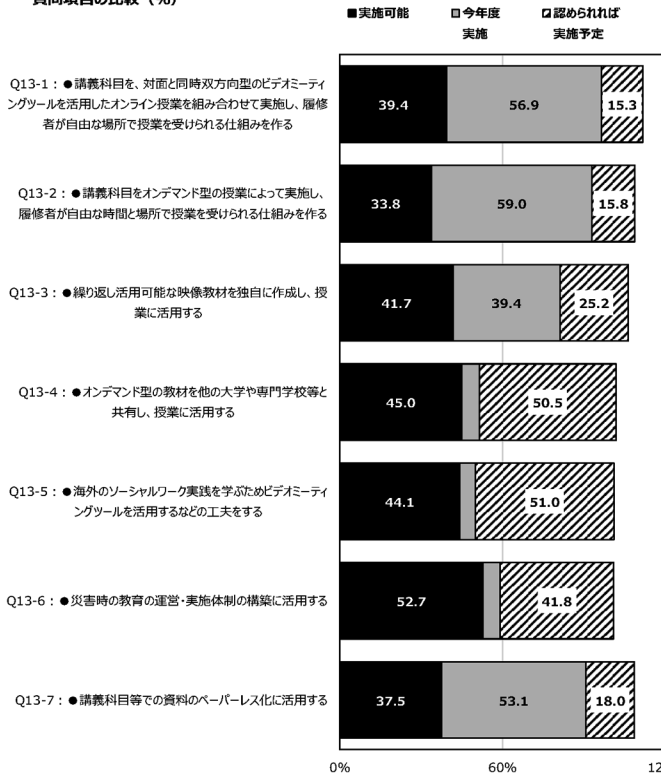 質問項目の比較（%）
■実施可能 ■今年度実施 認められれば実施予定
Q13-1：●講義科目を、対面と同時双方向型のビデオミーティ
ングツールを活用したオンライン授業を組み合わせて実施し、履修
者が自由な場所で授業を受けられる仕組みを作る
39.4 56.9 15.3
Q13-2：●講義科目をオンデマンド型の授業によって実施し、
履修者が自由な時間と場所で授業を受けられる仕組みを作る
33.8 59.0 15.8
Q13-3：●繰り返し活用可能な映像教材を独自に作成し、授
業に活用する
41.7 39.4 25.2
Q13-4：●オンデマンド型の教材を他の大学や専門学校等と
共有し、授業に活用する
45.0 50.5
Q13-5：●海外のソーシャルワーク実践を学ぶためビデオミーティ
ングツールを活用するなどの工夫をする
44.1 51.0
Q13-6：●災害時の教育の運営・実施体制の構築に活用する
52.7 41.8
Q13-7：●講義科目等での資料のペーパーレス化に活用する
37.5 53.1 18.0
0% 60% 12